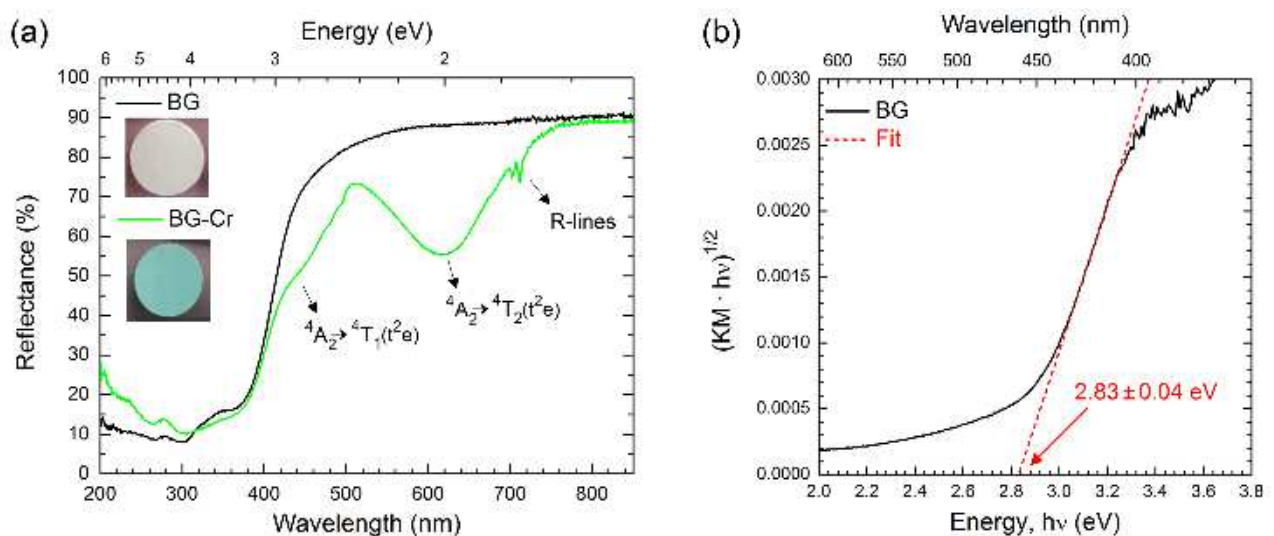 (a)
Energy (eV)
6 5 4 3 2
100
90
80
70
60
50
40
30
20
10
0
Reflectance (%)
BG
BG-Cr
R-lines
⁴A₂→⁴T₁(t²e)
⁴A₂→⁴T₂(t²e)
200 300 400 500 600 700 800
Wavelength (nm)
(b)
Wavelength (nm)
600 550 500 450 400
0.0030
0.0025
0.0020
0.0015
0.0010
0.0005
0.0000
(KM · hν)^1/2
BG
Fit
2.83±0.04 eV
2.0 2.2 2.4 2.6 2.8 3.0 3.2 3.4 3.6 3.8
Energy, hν (eV)